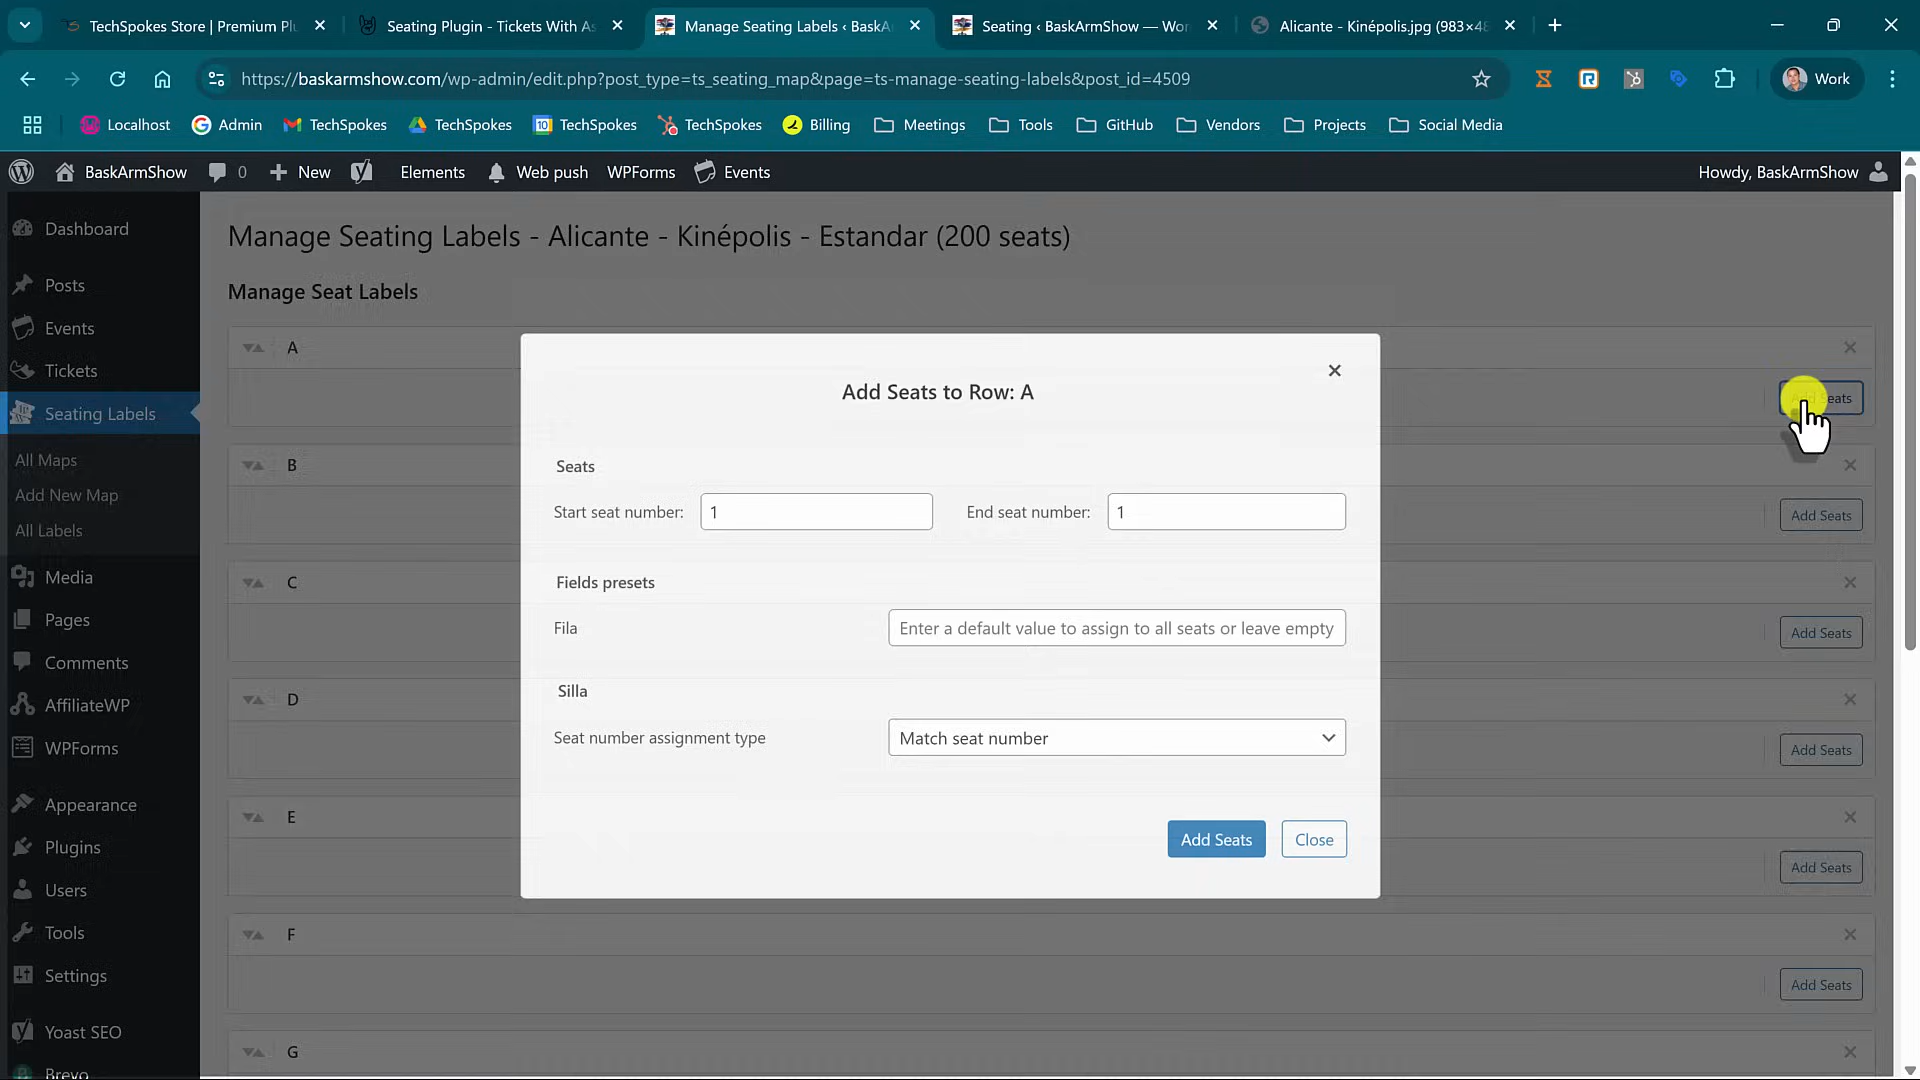 TechSpokes Store | Premium Pl
Seating Plugin - Tickets With As
Manage Seating Labels ‹ BaskA
Seating ‹ BaskArmShow — Wor
Alicante - Kinépolis.jpg (983×48
https://baskarmshow.com/wp-admin/edit.php?post_type=ts_seating_map&page=ts-manage-seating-labels&post_id=4509
Work
Localhost
Admin
TechSpokes
TechSpokes
10
TechSpokes
TechSpokes
Billing
Meetings
Tools
GitHub
Vendors
Projects
Social Media
BaskArmShow
0
New
Elements
Web push
WPForms
Events
Howdy, BaskArmShow
Dashboard
Posts
Events
Tickets
Seating Labels
All Maps
Add New Map
All Labels
Media
Pages
Comments
AffiliateWP
WPForms
Appearance
Plugins
Users
Tools
Settings
Yoast SEO
Brevo
Manage Seating Labels - Alicante - Kinépolis - Estandar (200 seats)
Manage Seat Labels
A
Seats
B
Add Seats
C
Add Seats
D
Add Seats
E
Add Seats
F
Add Seats
G
Add Seats to Row: A
Seats
Start seat number:
1
End seat number:
1
Fields presets
Fila
Enter a default value to assign to all seats or leave empty
Silla
Seat number assignment type
Match seat number
Add Seats
Close